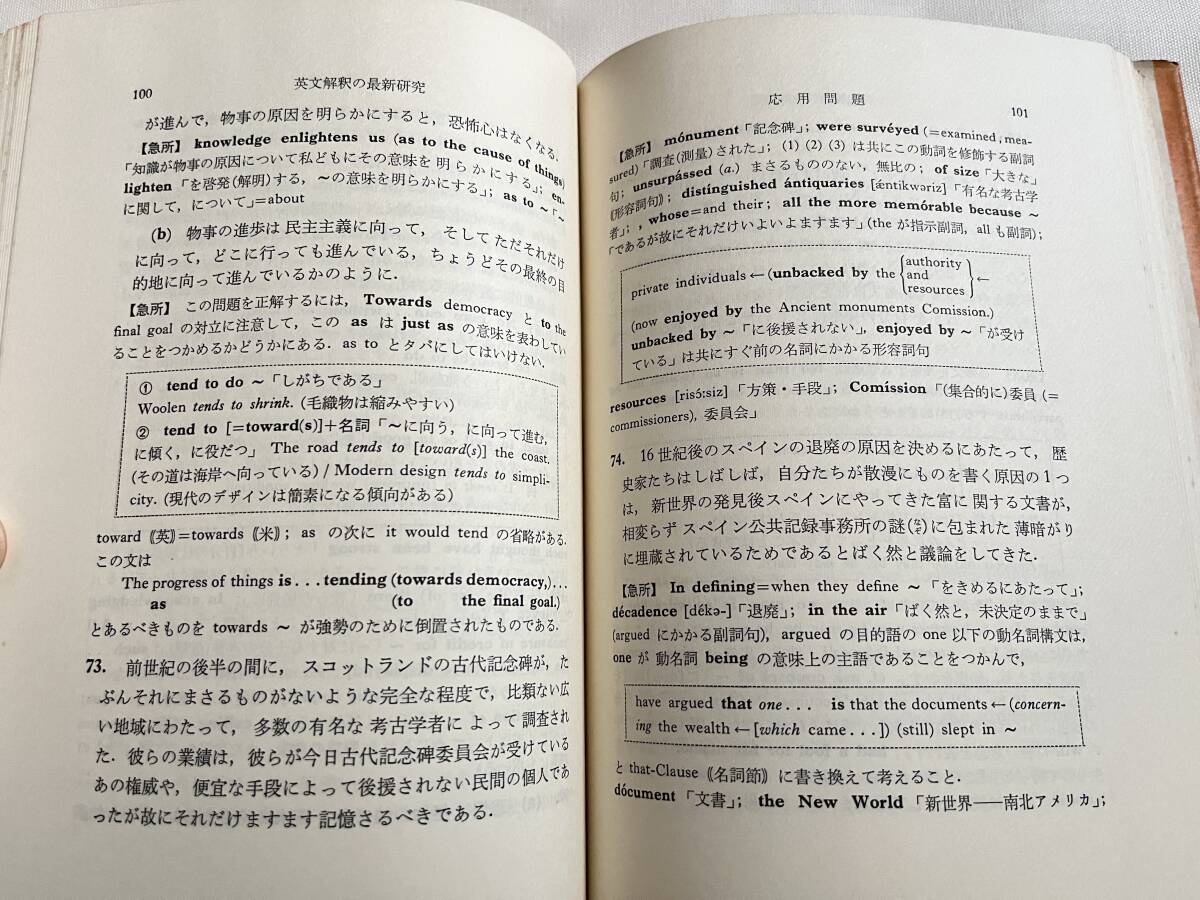 100
英文解釈の最新研究
が進んで，物事の原因を明らかにすると，恐怖心はなくなる．
【急所】 knowledge enlightens us (as to the cause of things)
「知識が物事の原因について私どもにその意味を明らかにする」; en-
lighten 「を啓発(解明)する，～の意味を明らかにする」; as to ～「～
に関して，について」=about
(b) 物事の進歩は民主主義に向って，そしてただそれだけ
に向って，どこに行っても進んでいる，ちょうどその最終の目
的地に向って進んでいるかのように．
【急所】 この問題を正解するには，Towards democracy と to the
final goal の対立に注意して，この as は just as の意味を表わしてい
ることをつかめるかどうかにある．as to とタバにしてはいけない．
① tend to do ～「しがちである」
Woolen tends to shrink. (毛織物は縮みやすい)
② tend to [=toward(s)]+名詞「～に向う，に向って進む，
に傾く，に役だつ」 The road tends to [toward(s)] the coast.
(その道は海岸へ向っている) / Modern design tends to simpli-
city. (現代のデザインは簡素になる傾向がある)
toward 《英》=towards 《米》; as の次に it would tend の省略がある．
この文は
The progress of things is . . . tending (towards democracy,) . . .
as (to the final goal.)
とあるべきものを towards ～ が強勢のために倒置されたものである．
73. 前世紀の後半の間に，スコットランドの古代記念碑が，た
ぶんそれにまさるものがないような完全な程度で，比類ない広
い地域にわたって，多数の有名な考古学者によって調査され
た．彼らの業績は，彼らが今日古代記念碑委員会が受けている
あの権威や，便宜な手段によって後援されない民間の個人であ
ったが故にそれだけますます記憶さるべきである．
応用問題
101
【急所】 mónument「記念碑」; were survéyed (=examined, mea-
sured)「調査(測量)された」; (1) (2) (3) は共にこの動詞を修飾する副詞
句; unsurpássed (a.) まさるもののない，無比の; of size「大きな」
《形容詞句》; distínguished ántiquaries [ǽntikwəriz]「有名な考古学
者」; , whose=and their; all the more memórable because ～
「であるが故にそれだけいよいよますます」(the が指示副詞，all も副詞);
private individuals ← (unbacked by the { authority and resources } ←
(now enjoyed by the Ancient monuments Comission.)
unbacked by ～「に後援されない」, enjoyed by ～「が受け
ている」は共にすぐ前の名詞にかかる形容詞句
resources [risɔ́:siz]「方策・手段」; Comíssion「(集合的に)委員 (=
commissioners), 委員会」
74. 16世紀後のスペインの退廃の原因を決めるにあたって，歴
史家たちはしばしば，自分たちが散漫にものを書く原因の1つ
は，新世界の発見後スペインにやってきた富に関する文書が，
相変らずスペイン公共記録事務所の謎(なぞ)に包まれた薄暗がり
に埋蔵されているためであるとばく然と議論をしてきた．
【急所】 In defining=when they define ～「をきめるにあたって」;
décadence [dékə-]「退廃」; in the air「ばく然と，未決定のままで」
(argued にかかる副詞句), argued の目的語の one 以下の動名詞構文は，
one が 動名詞 being の意味上の主語であることをつかんで，
have argued that one . . . is that the documents ← (concern-
ing the wealth ← [which came . . .]) (still) slept in ～
と that-Clause 《名詞節》に書き換えて考えること．
dócument「文書」; the New World「新世界——南北アメリカ」;